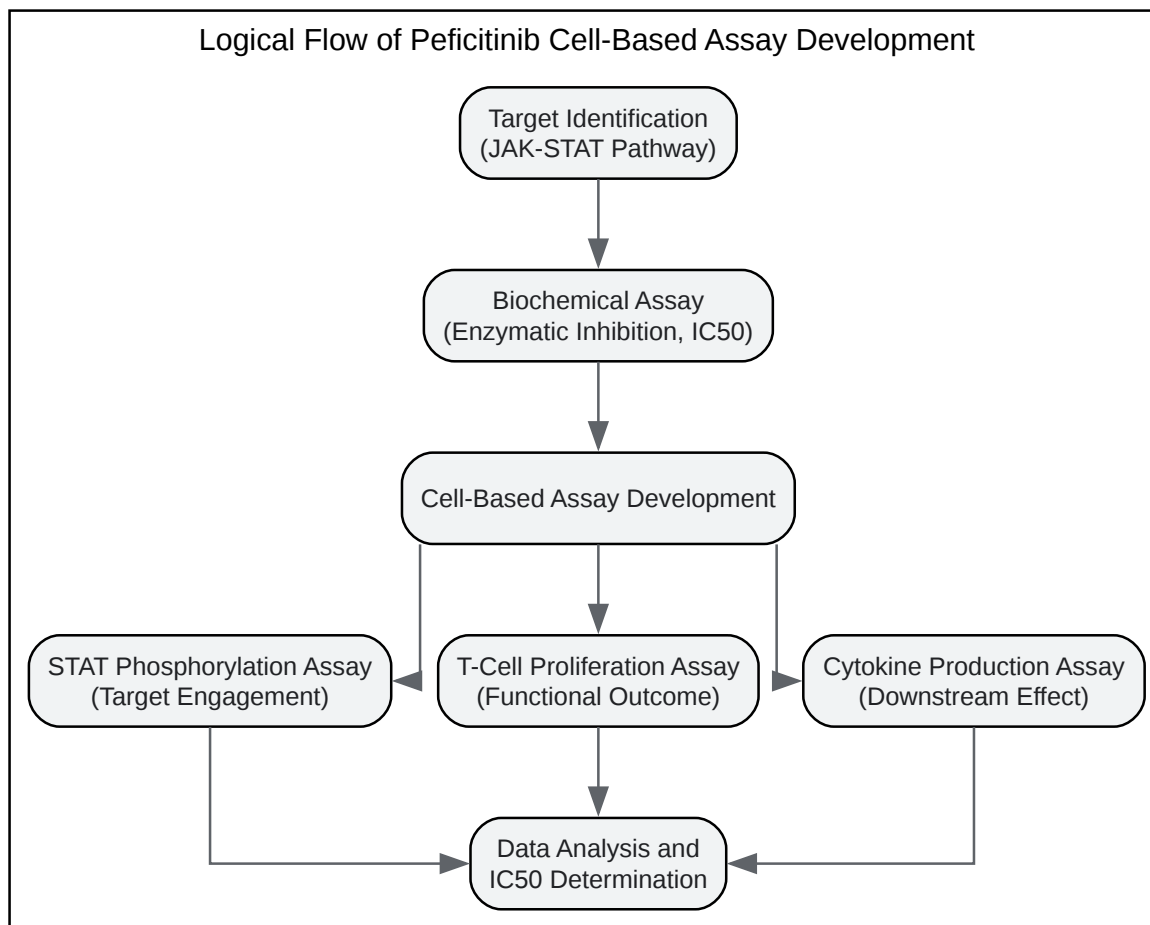 Logical Flow of Peficitinib Cell-Based Assay Development
Target Identification
(JAK-STAT Pathway)
Biochemical Assay
(Enzymatic Inhibition, IC50)
Cell-Based Assay Development
STAT Phosphorylation Assay
(Target Engagement)
T-Cell Proliferation Assay
(Functional Outcome)
Cytokine Production Assay
(Downstream Effect)
Data Analysis and
IC50 Determination